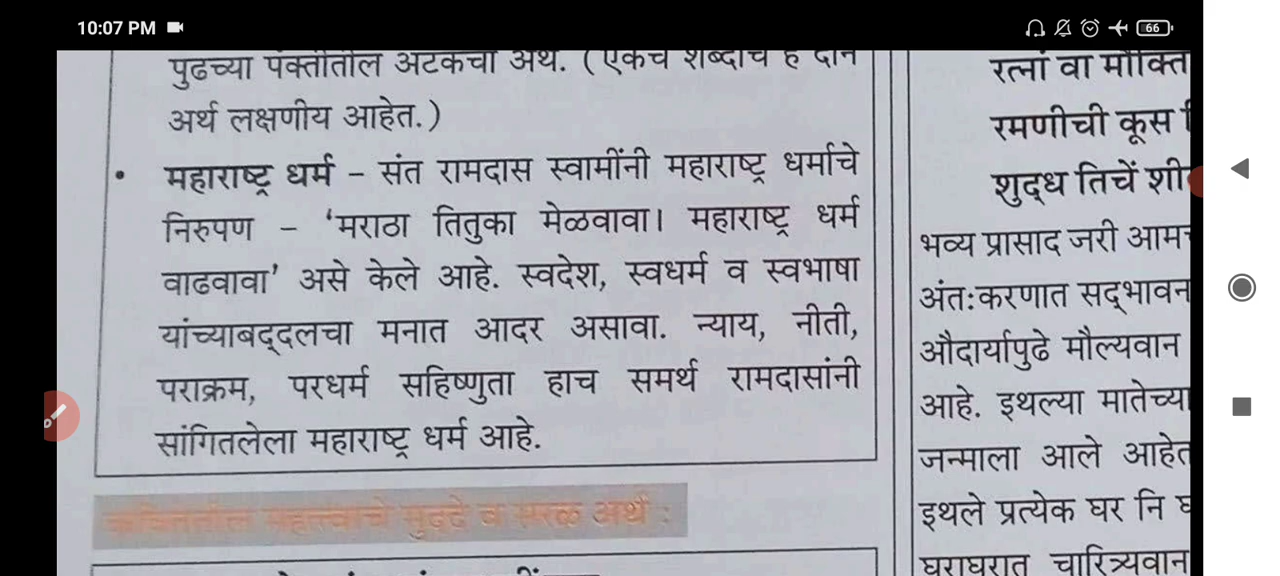 10:07 PM
66
पुढच्या पंक्तीतील अटकचा अर्थ. (एकच शब्दाचे हे दोन
अर्थ लक्षणीय आहेत.)
• महाराष्ट्र धर्म – संत रामदास स्वामींनी महाराष्ट्र धर्माचे
निरुपण – ‘मराठा तितुका मेळवावा। महाराष्ट्र धर्म
वाढवावा’ असे केले आहे. स्वदेश, स्वधर्म व स्वभाषा
यांच्याबद्दलचा मनात आदर असावा. न्याय, नीती,
पराक्रम, परधर्म सहिष्णुता हाच समर्थ रामदासांनी
सांगितलेला महाराष्ट्र धर्म आहे.
कवितेतील महत्त्वाचे मुद्दे व सरळ अर्थ :
रत्नां वा मौक्ति
रमणीची कूस
शुद्ध तिचें शी
भव्य प्रासाद जरी आम
अंतःकरणात सद्भावन
औदार्यापुढे मौल्यवान
आहे. इथल्या मातेच्या
जन्माला आले आहेत
इथले प्रत्येक घर नि घ
घराघरात चारित्र्यवान